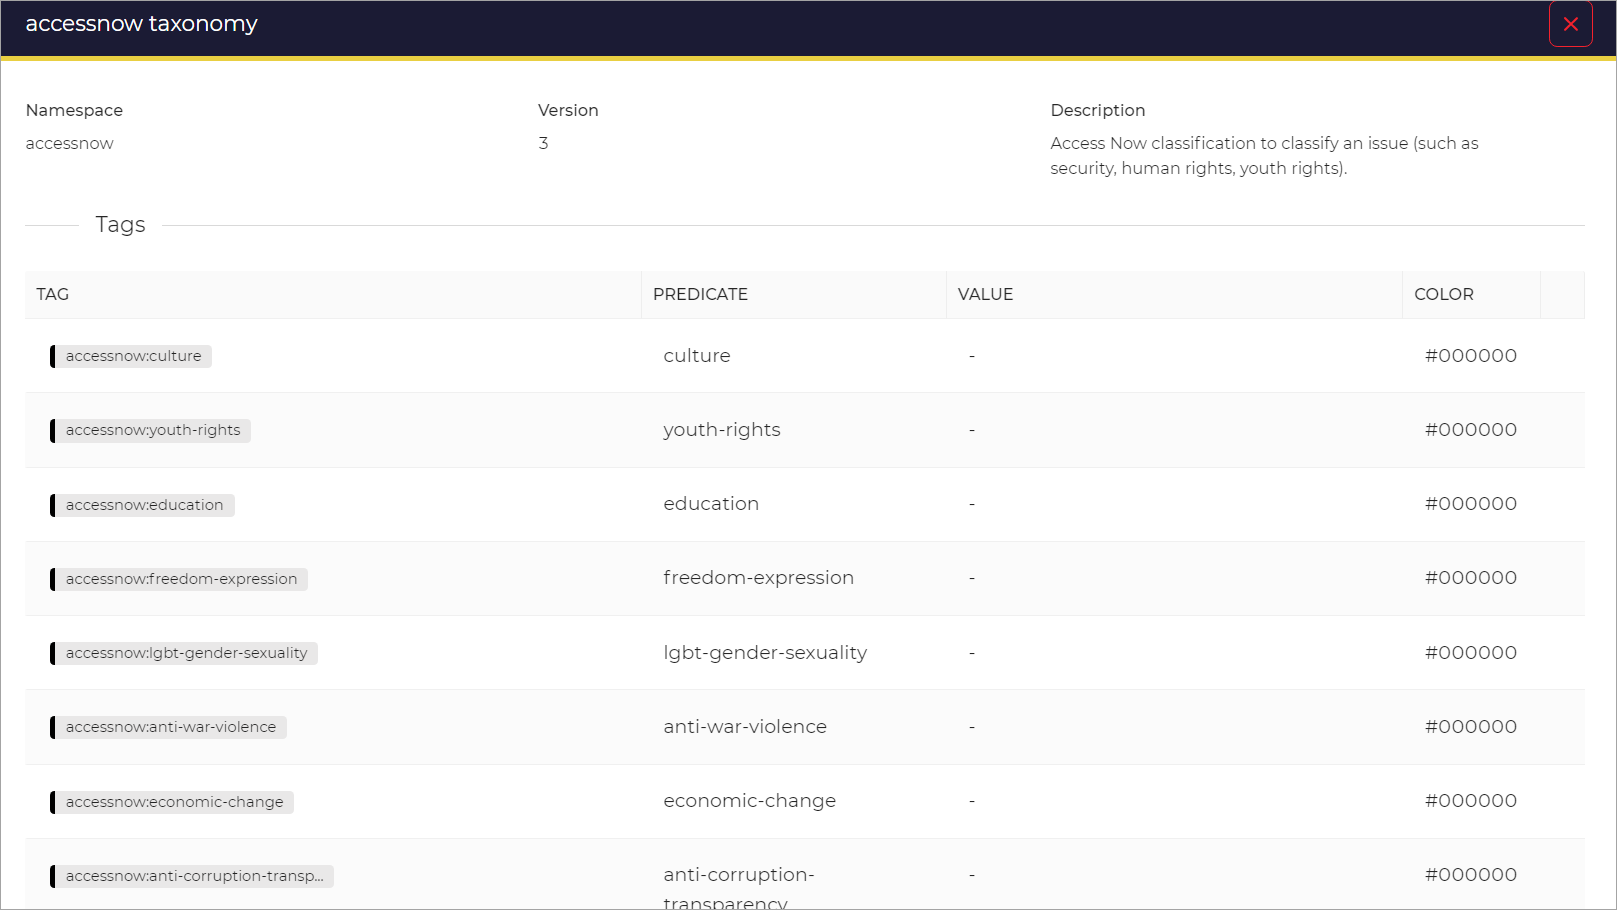 accessnow taxonomy
Namespace
Version
Description
accessnow
3
Access Now classification to classify an issue (such as
security, human rights, youth rights).
Tags
TAG PREDICATE VALUE COLOR
accessnow:culture culture - #000000
accessnow:youth-rights youth-rights - #000000
accessnow:education education - #000000
accessnow:freedom-expression freedom-expression - #000000
accessnow:lgbt-gender-sexuality lgbt-gender-sexuality - #000000
accessnow:anti-war-violence anti-war-violence - #000000
accessnow:economic-change economic-change - #000000
accessnow:anti-corruption-transp... anti-corruption- - #000000
transparency